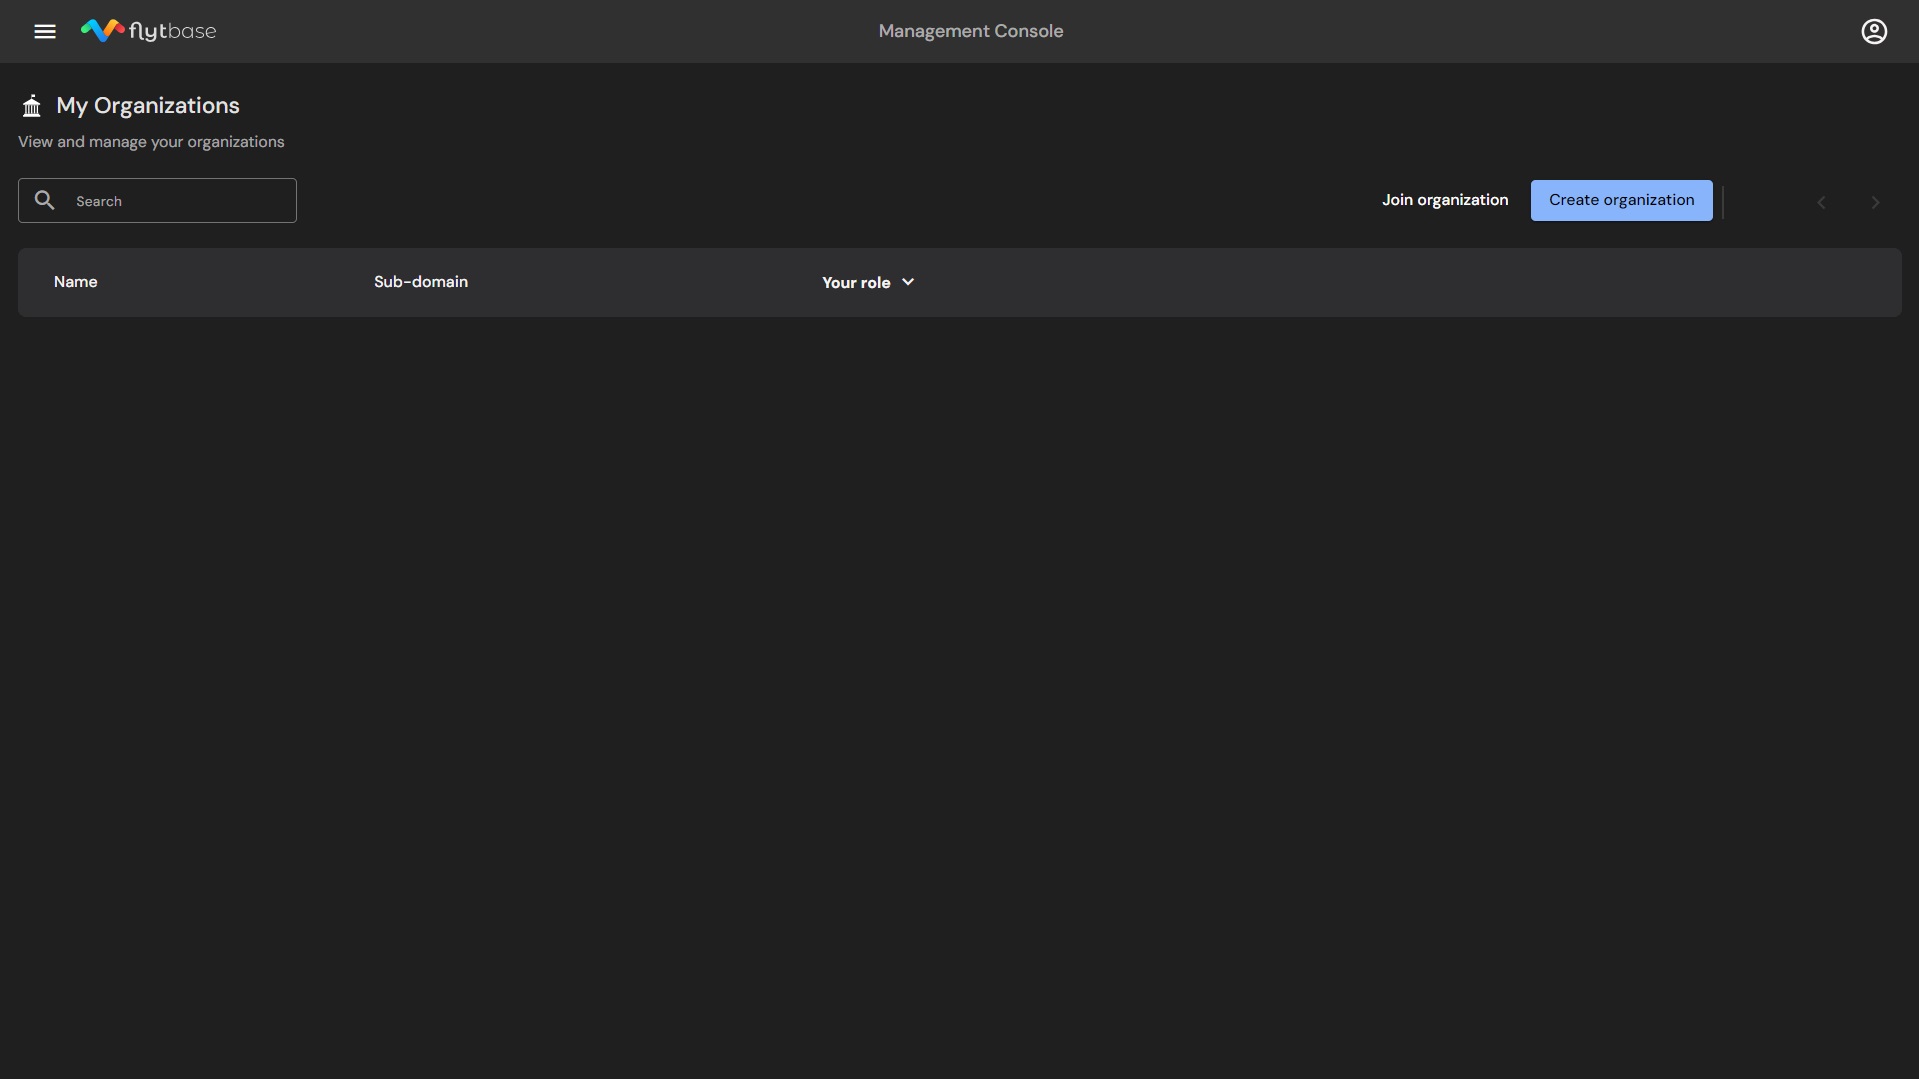 flytbase
Management Console
My Organizations
View and manage your organizations
Search
Join organization
Create organization
Name
Sub-domain
Your role